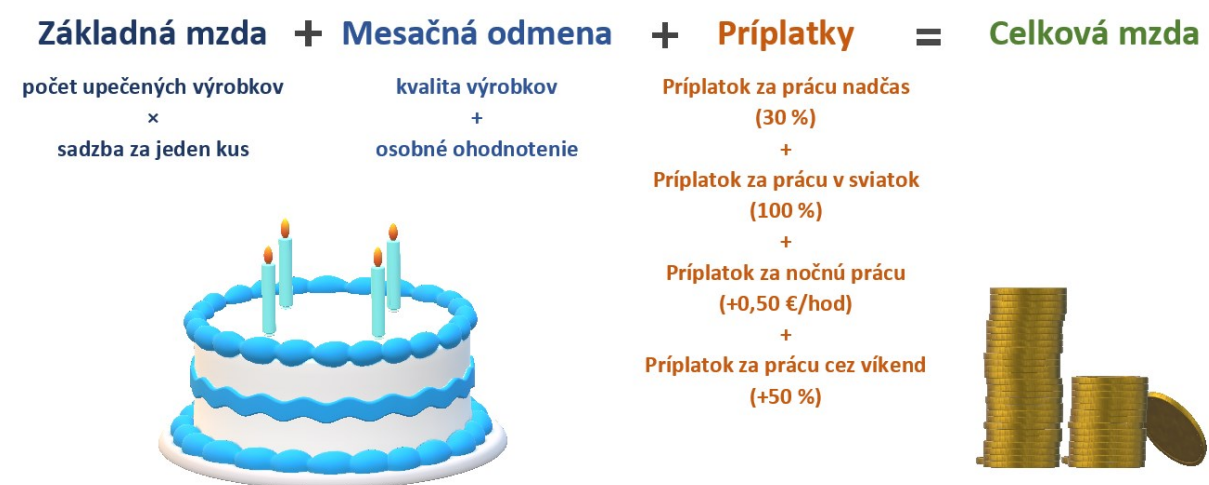 Základná mzda + Mesačná odmena + Príplatky = Celková mzda
počet upečených výrobkov
×
sadzba za jeden kus
kvalita výrobkov
+
osobné ohodnotenie
Príplatok za prácu nadčas
(30 %)
+
Príplatok za prácu v sviatok
(100 %)
+
Príplatok za nočnú prácu
(+0,50 €/hod)
+
Príplatok za prácu cez víkend
(+50 %)